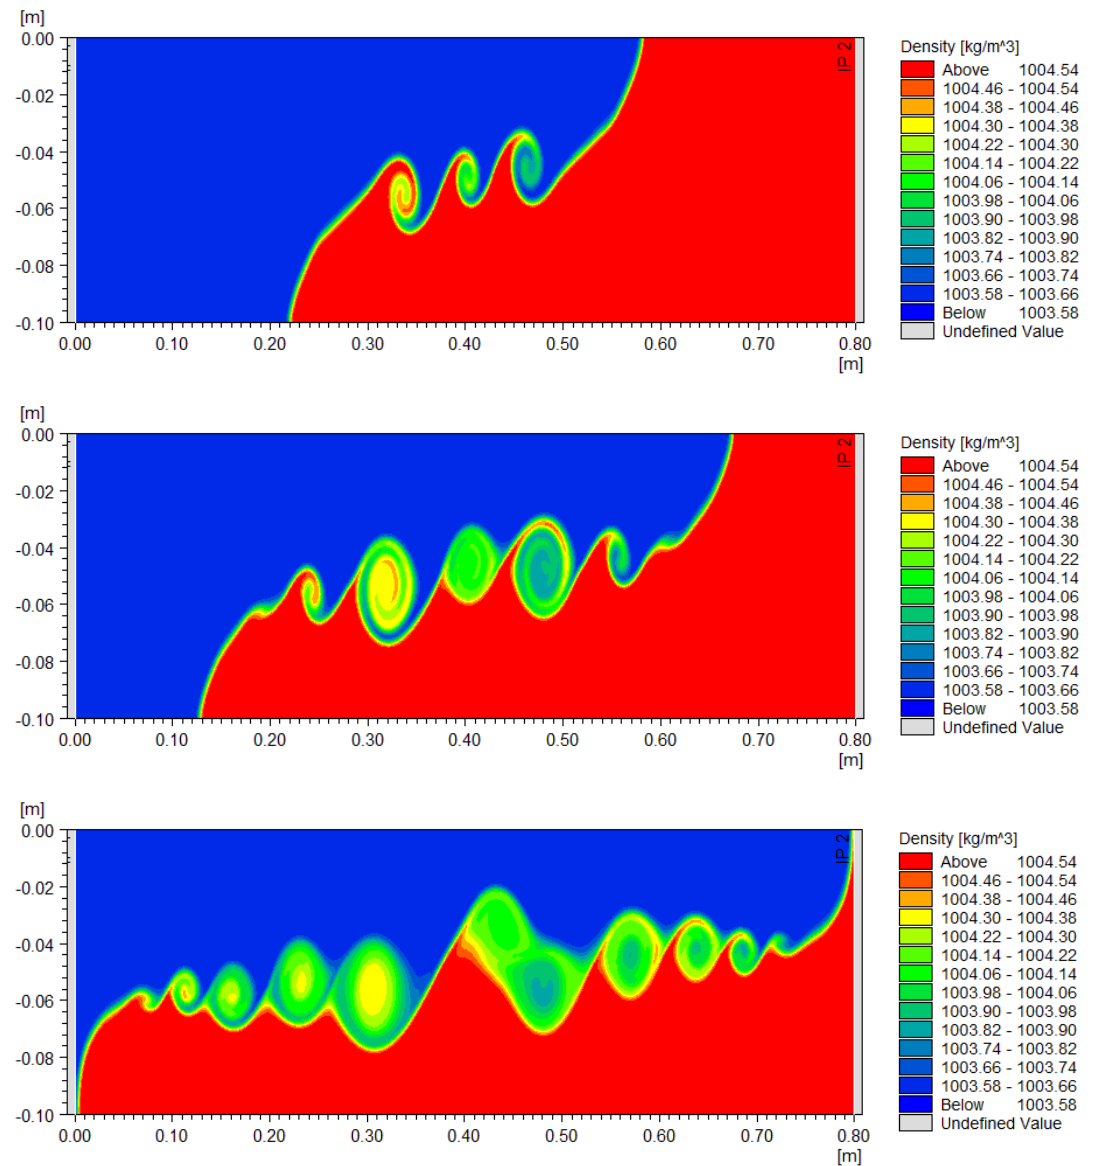 [m]
0.00
-0.02
-0.04
-0.06
-0.08
-0.10
0.00 0.10 0.20 0.30 0.40 0.50 0.60 0.70 0.80
[m]
IP 2
Density [kg/m^3]
Above 1004.54
1004.46 - 1004.54
1004.38 - 1004.46
1004.30 - 1004.38
1004.22 - 1004.30
1004.14 - 1004.22
1004.06 - 1004.14
1003.98 - 1004.06
1003.90 - 1003.98
1003.82 - 1003.90
1003.74 - 1003.82
1003.66 - 1003.74
1003.58 - 1003.66
Below 1003.58
Undefined Value
[m]
0.00
-0.02
-0.04
-0.06
-0.08
-0.10
0.00 0.10 0.20 0.30 0.40 0.50 0.60 0.70 0.80
[m]
IP 2
Density [kg/m^3]
Above 1004.54
1004.46 - 1004.54
1004.38 - 1004.46
1004.30 - 1004.38
1004.22 - 1004.30
1004.14 - 1004.22
1004.06 - 1004.14
1003.98 - 1004.06
1003.90 - 1003.98
1003.82 - 1003.90
1003.74 - 1003.82
1003.66 - 1003.74
1003.58 - 1003.66
Below 1003.58
Undefined Value
[m]
0.00
-0.02
-0.04
-0.06
-0.08
-0.10
0.00 0.10 0.20 0.30 0.40 0.50 0.60 0.70 0.80
[m]
IP 2
Density [kg/m^3]
Above 1004.54
1004.46 - 1004.54
1004.38 - 1004.46
1004.30 - 1004.38
1004.22 - 1004.30
1004.14 - 1004.22
1004.06 - 1004.14
1003.98 - 1004.06
1003.90 - 1003.98
1003.82 - 1003.90
1003.74 - 1003.82
1003.66 - 1003.74
1003.58 - 1003.66
Below 1003.58
Undefined Value